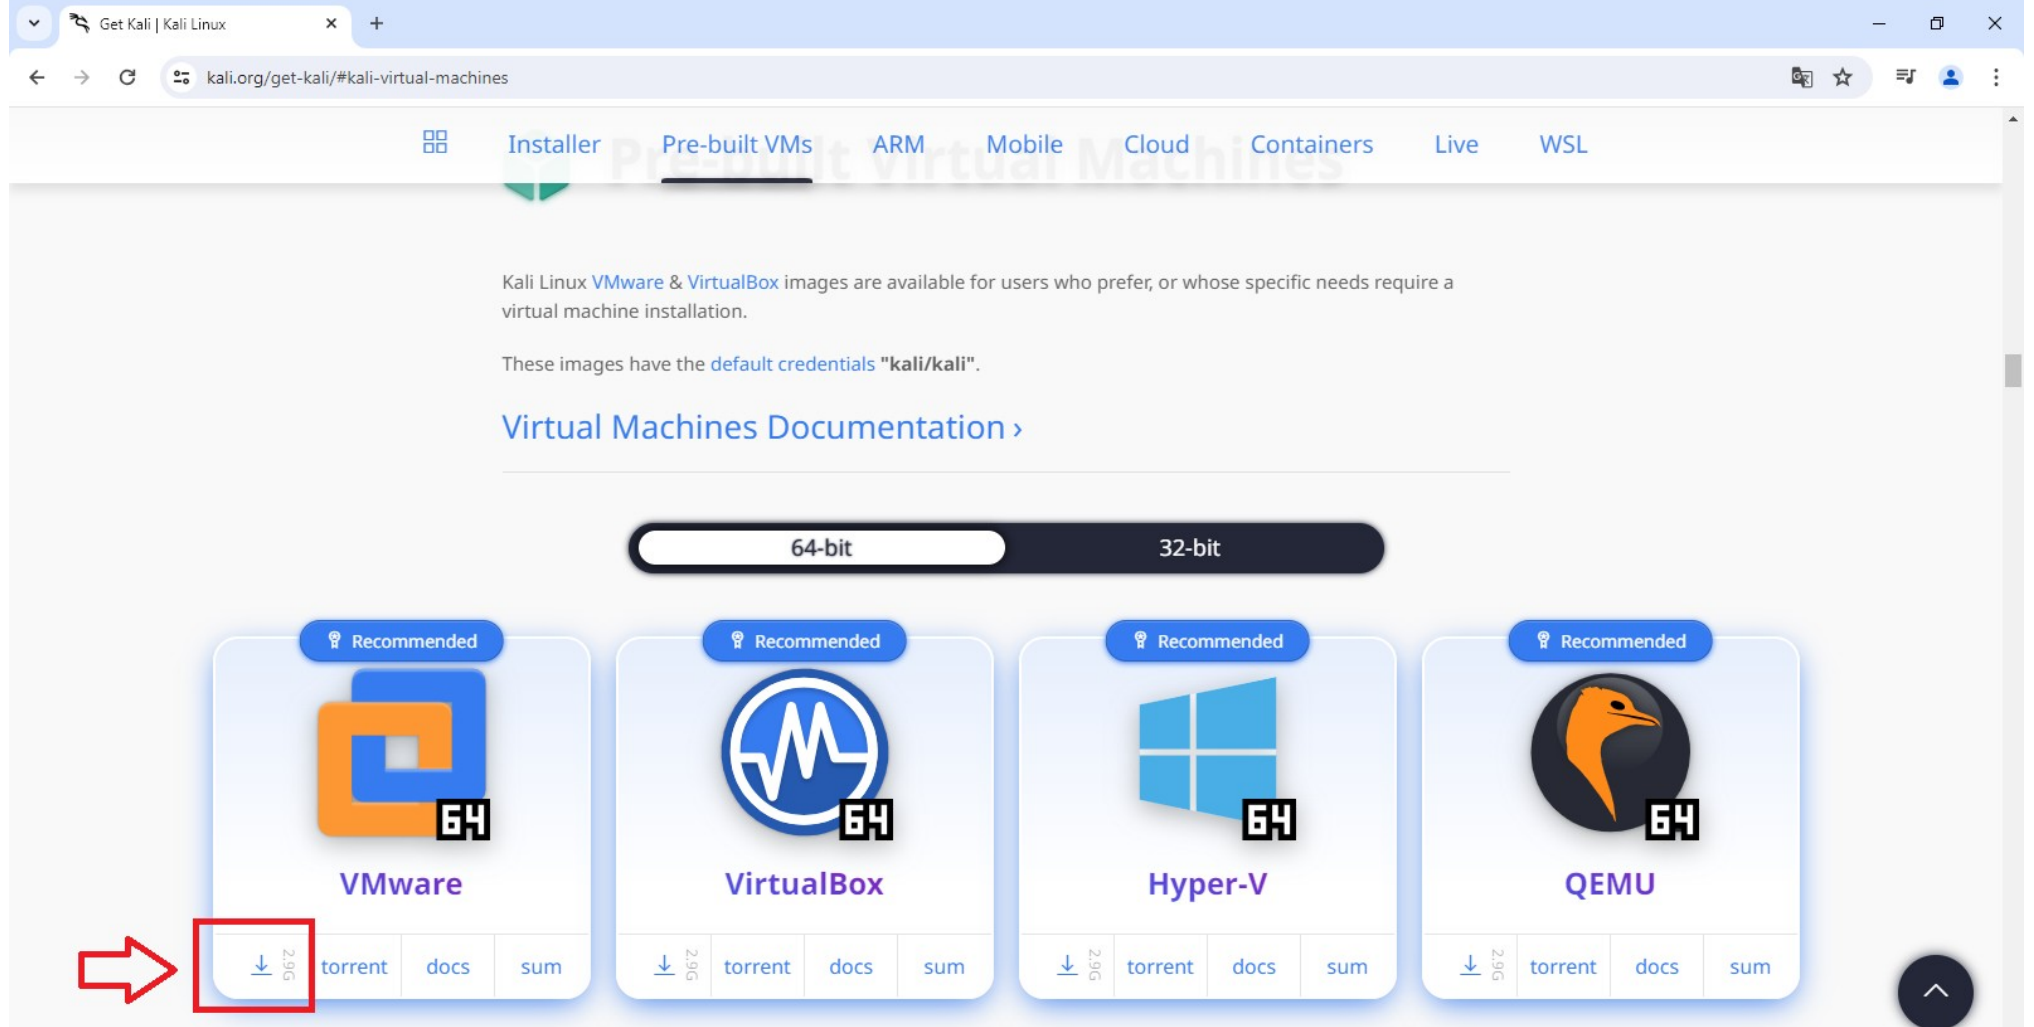 Get Kali | Kali Linux
kali.org/get-kali/#kali-virtual-machines
Installer Pre-built VMs ARM Mobile Cloud Containers Live WSL
Pre-built Virtual Machines
Kali Linux VMware & VirtualBox images are available for users who prefer, or whose specific needs require a
virtual machine installation.
These images have the default credentials "kali/kali".
Virtual Machines Documentation ›
64-bit 32-bit
Recommended Recommended Recommended Recommended
64 64 64 64
VMware VirtualBox Hyper-V QEMU
2.9G torrent docs sum 2.9G torrent docs sum 2.9G torrent docs sum 2.9G torrent docs sum